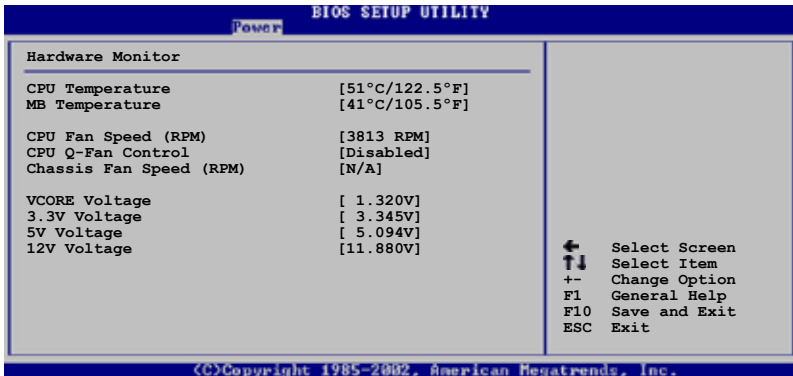 BIOS SETUP UTILITY
Power
Hardware Monitor
CPU Temperature [51°C/122.5°F]
MB Temperature [41°C/105.5°F]
CPU Fan Speed (RPM) [3813 RPM]
CPU Q-Fan Control [Disabled]
Chassis Fan Speed (RPM) [N/A]
VCORE Voltage [ 1.320V]
3.3V Voltage [ 3.345V]
5V Voltage [ 5.094V]
12V Voltage [11.880V]
← Select Screen
↑↓ Select Item
+- Change Option
F1 General Help
F10 Save and Exit
ESC Exit
(C)Copyright 1985-2002, American Megatrends, Inc.